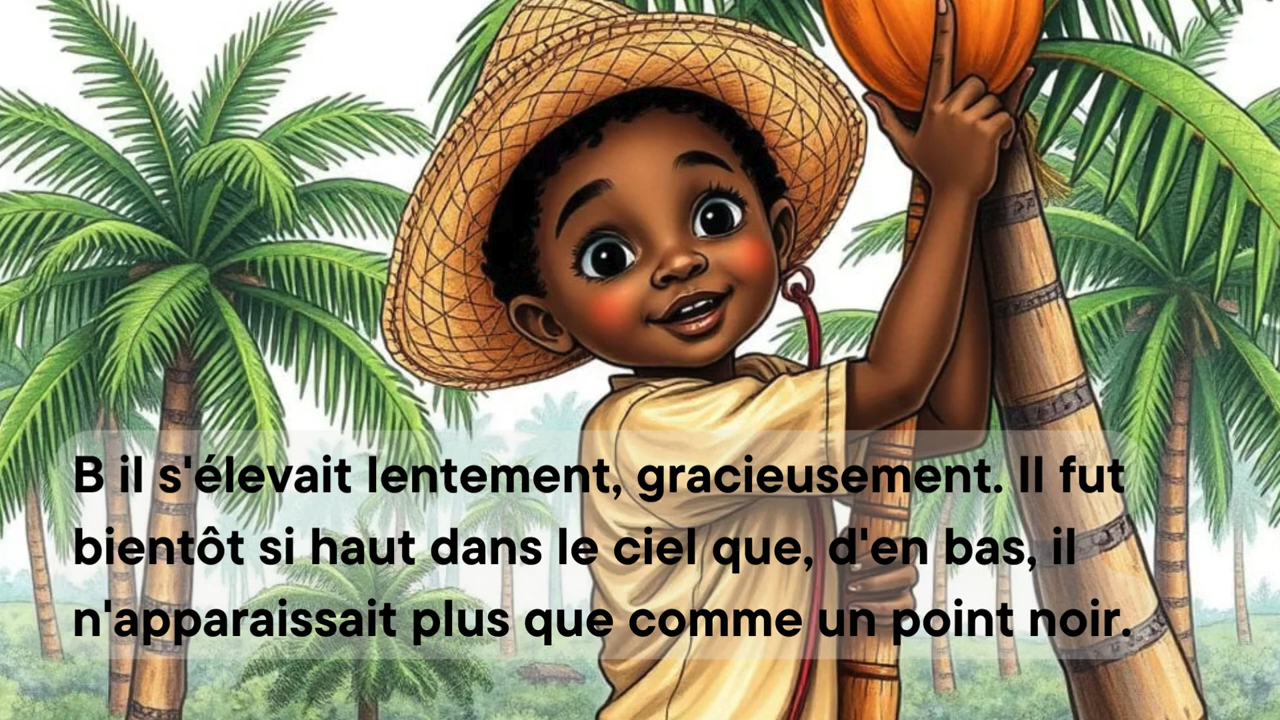 B il s'élevait lentement, gracieusement. Il fut
bientôt si haut dans le ciel que, d'en bas, il
n'apparaissait plus que comme un point noir.